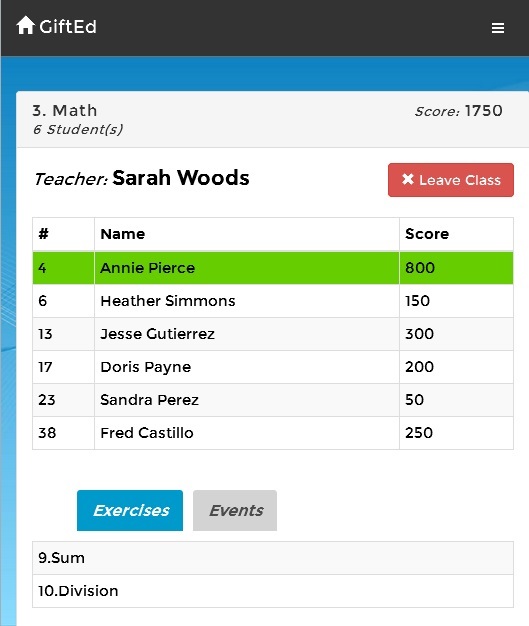 GiftEd
3. Math Score: 1750
6 Student(s)
Teacher: Sarah Woods Leave Class
# Name Score
4 Annie Pierce 800
6 Heather Simmons 150
13 Jesse Gutierrez 300
17 Doris Payne 200
23 Sandra Perez 50
38 Fred Castillo 250
Exercises Events
9.Sum
10.Division